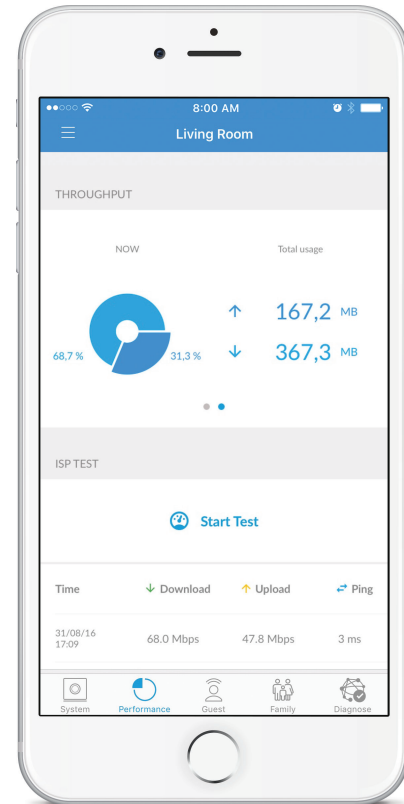 8:00 AM
Living Room
THROUGHPUT
NOW Total usage
167,2 MB
68,7 % 31,3 % 367,3 MB
ISP TEST
Start Test
Time Download Upload Ping
31/08/16
17:09 68.0 Mbps 47.8 Mbps 3 ms
System Performance Guest Family Diagnose